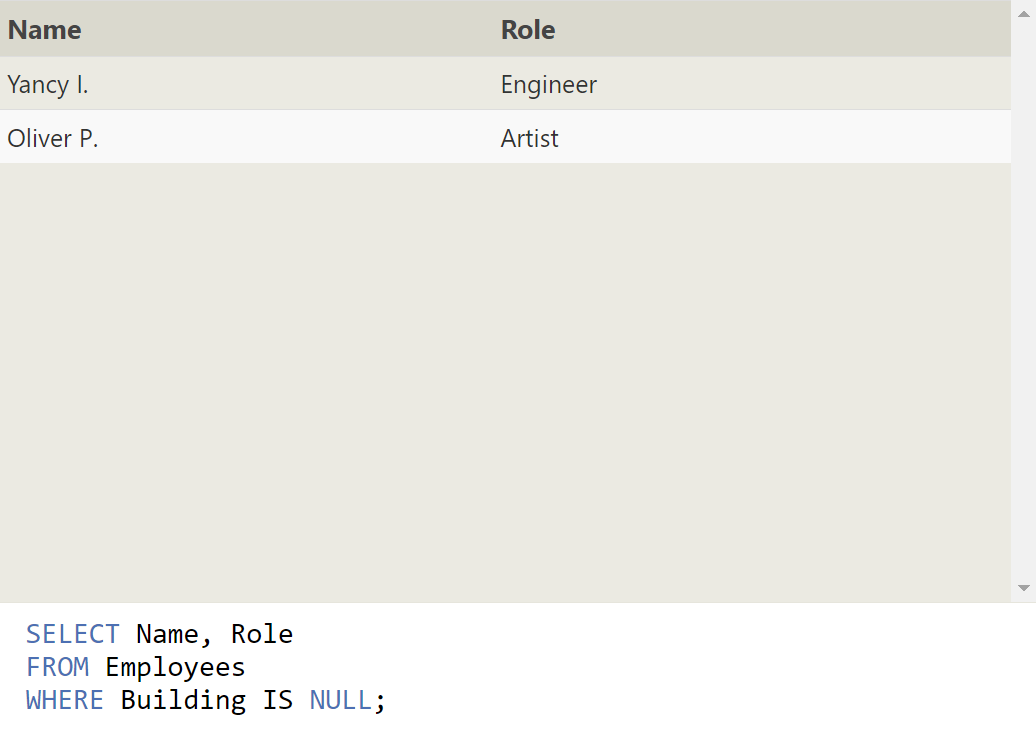 Name Role
Yancy I. Engineer
Oliver P. Artist
SELECT Name, Role
FROM Employees
WHERE Building IS NULL;